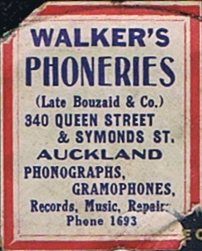 WALKER'S
PHONERIES
(Late Bouzaid & Co.)
340 QUEEN STREET
& SYMONDS ST.
AUCKLAND
PHONOGRAPHS,
GRAMOPHONES,
Records, Music, Repairs
Phone 1693